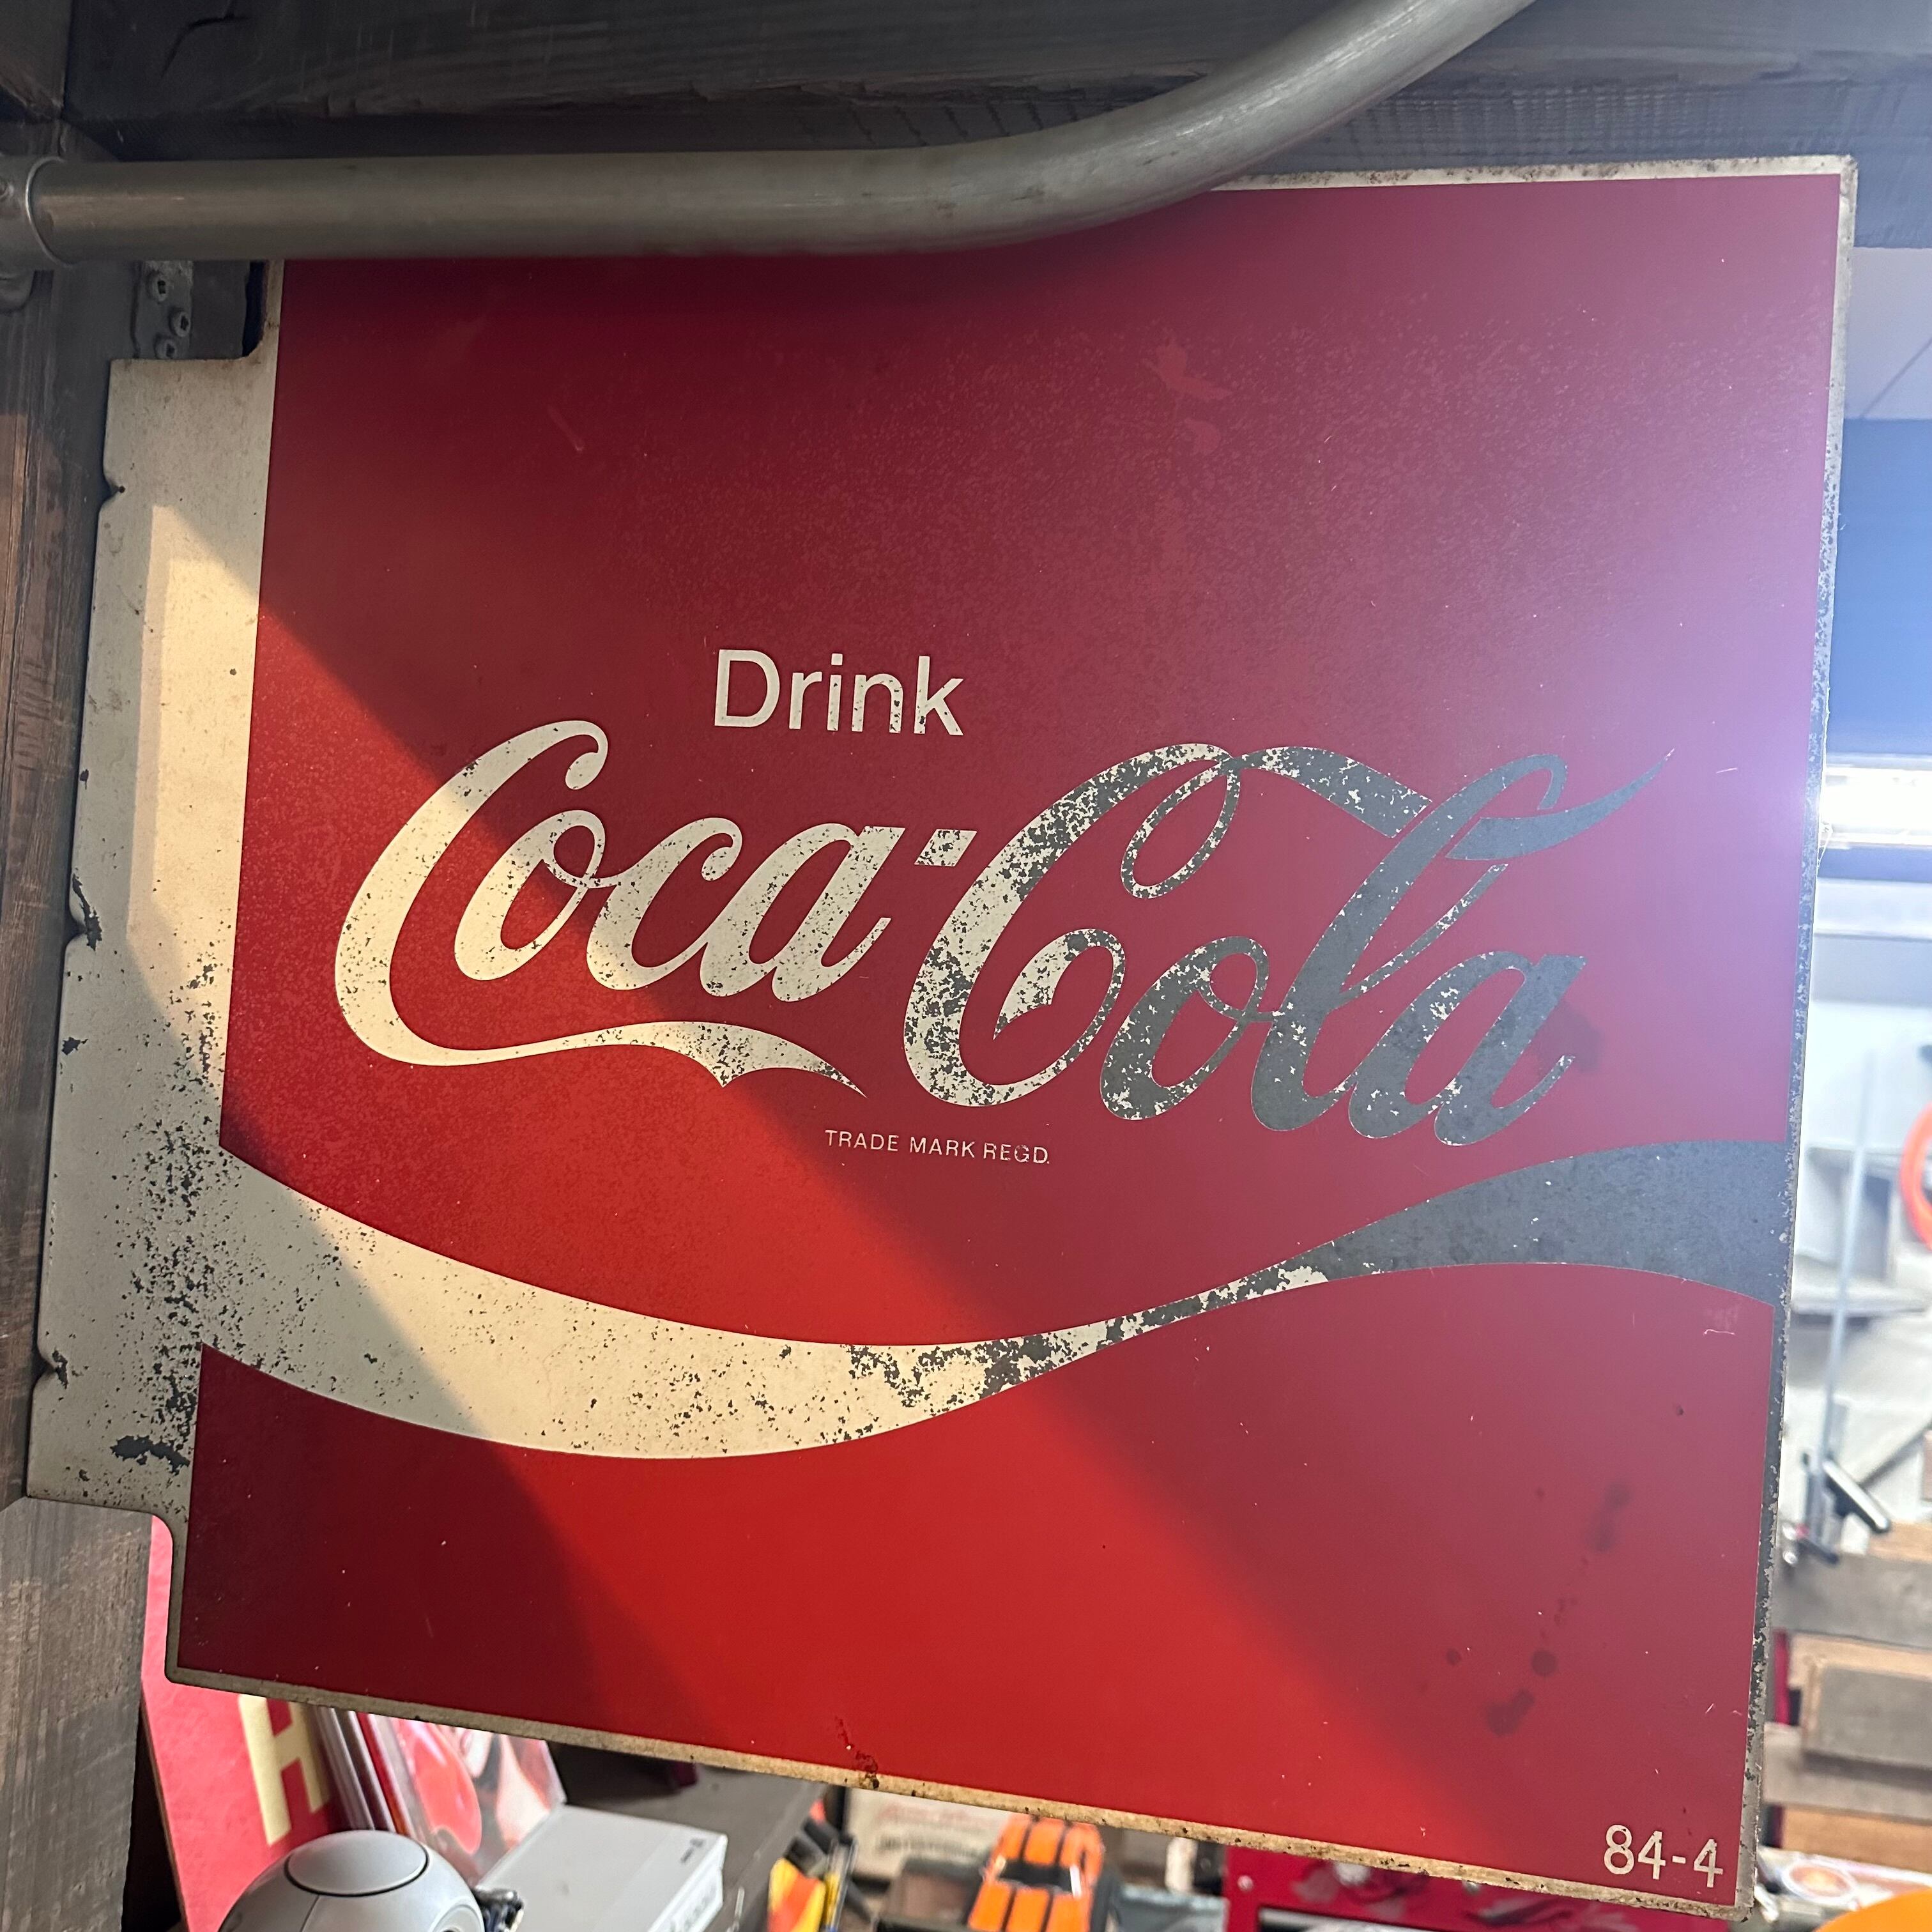 Drink
Coca-Cola
TRADE MARK REGD.
84-4
H